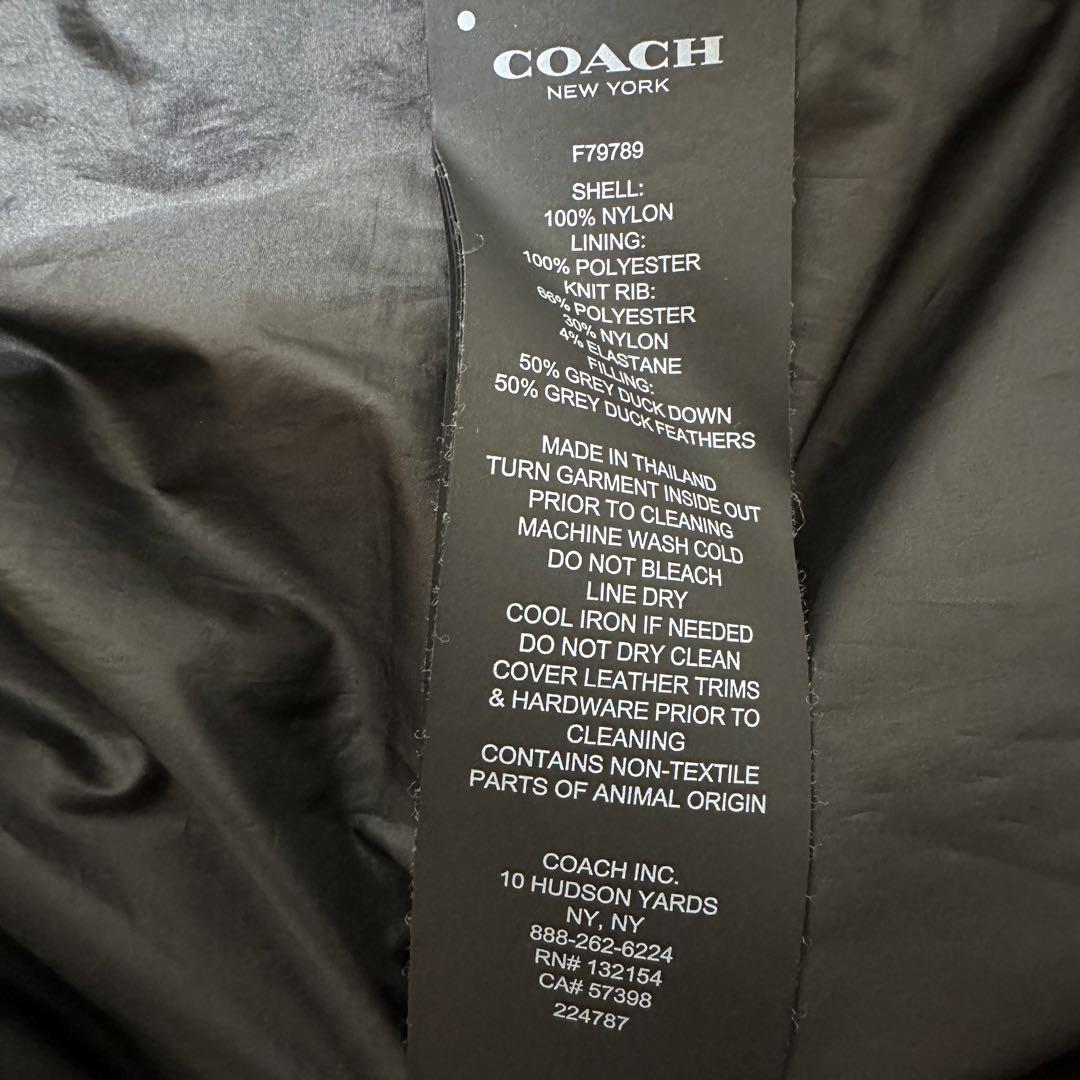 COACH
NEW YORK
F79789
SHELL:
100% NYLON
LINING:
100% POLYESTER
KNIT RIB:
66% POLYESTER
30% NYLON
4% ELASTANE
FILLING:
50% GREY DUCK DOWN
50% GREY DUCK FEATHERS
MADE IN THAILAND
TURN GARMENT INSIDE OUT
PRIOR TO CLEANING
MACHINE WASH COLD
DO NOT BLEACH
LINE DRY
COOL IRON IF NEEDED
DO NOT DRY CLEAN
COVER LEATHER TRIMS
& HARDWARE PRIOR TO
CLEANING
CONTAINS NON-TEXTILE
PARTS OF ANIMAL ORIGIN
COACH INC.
10 HUDSON YARDS
NY, NY
888-262-6224
RN# 132154
CA# 57398
224787